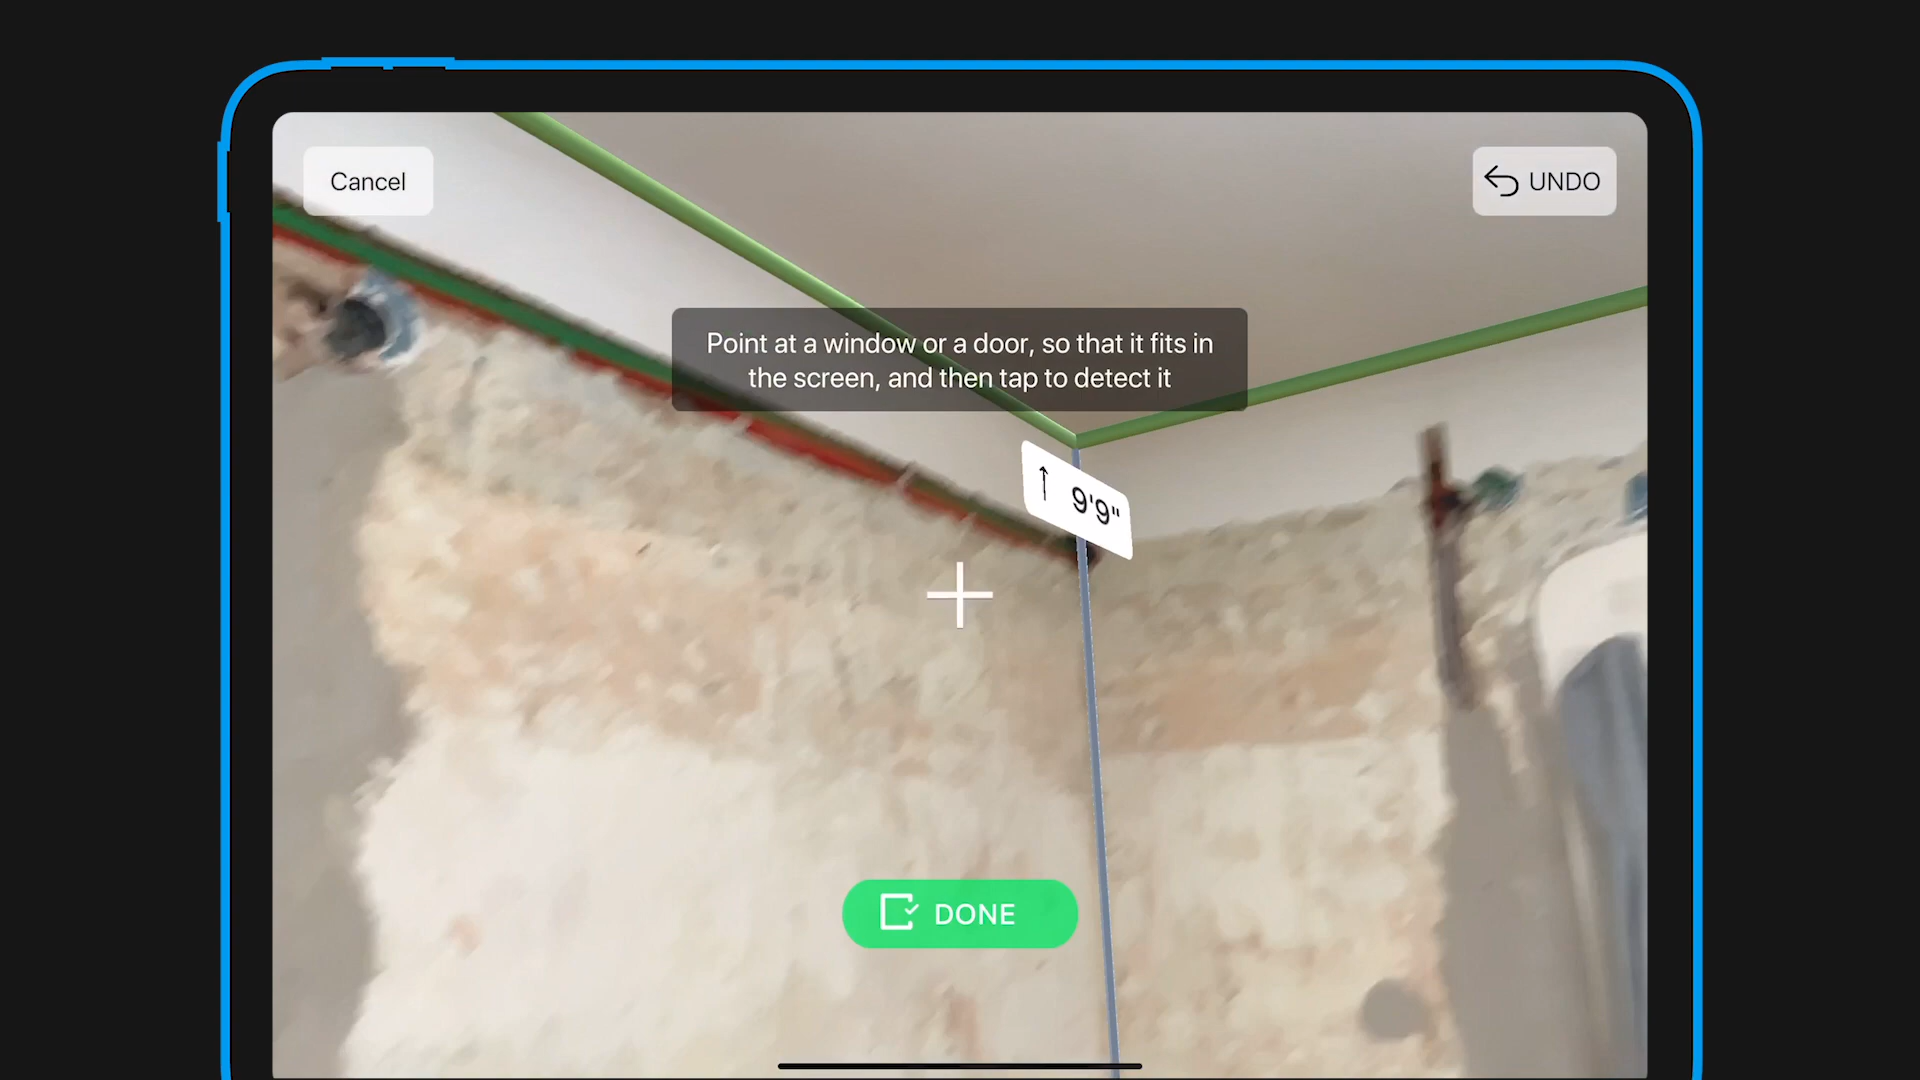 Cancel
UNDO
Point at a window or a door, so that it fits in
the screen, and then tap to detect it
↑ 9'9"
DONE